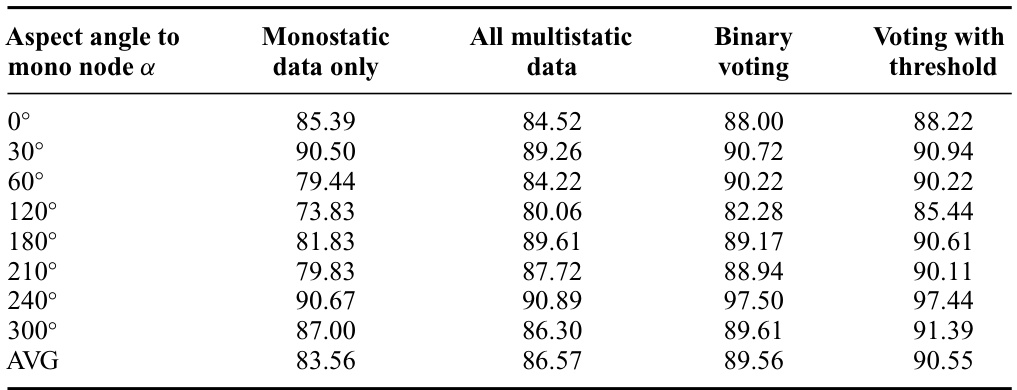 Aspect angle to Monostatic All multistatic Binary Voting with
mono node α data only data voting threshold
0° 85.39 84.52 88.00 88.22
30° 90.50 89.26 90.72 90.94
60° 79.44 84.22 90.22 90.22
120° 73.83 80.06 82.28 85.44
180° 81.83 89.61 89.17 90.61
210° 79.83 87.72 88.94 90.11
240° 90.67 90.89 97.50 97.44
300° 87.00 86.30 89.61 91.39
AVG 83.56 86.57 89.56 90.55